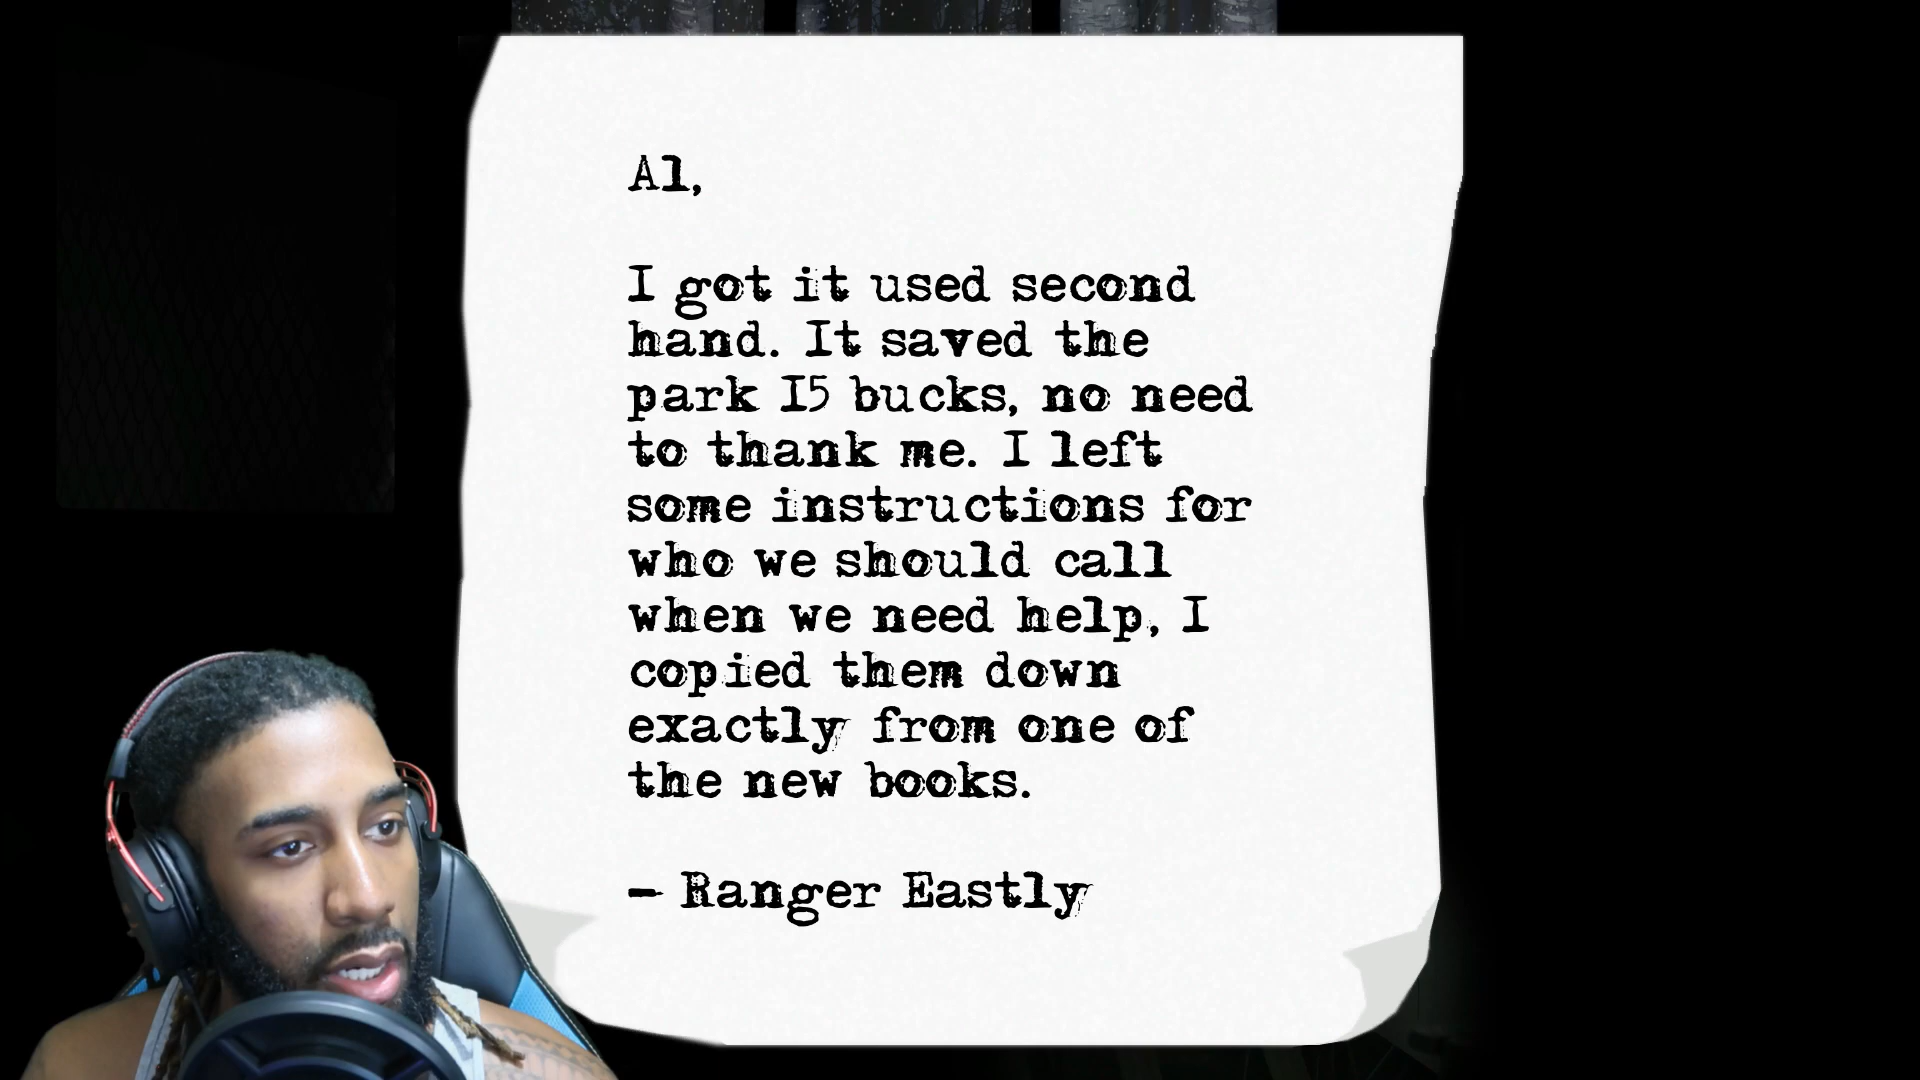 Al,
I got it used second
hand. It saved the
park 15 bucks, no need
to thank me. I left
some instructions for
who we should call
when we need help, I
copied them down
exactly from one of
the new books.
- Ranger Eastly